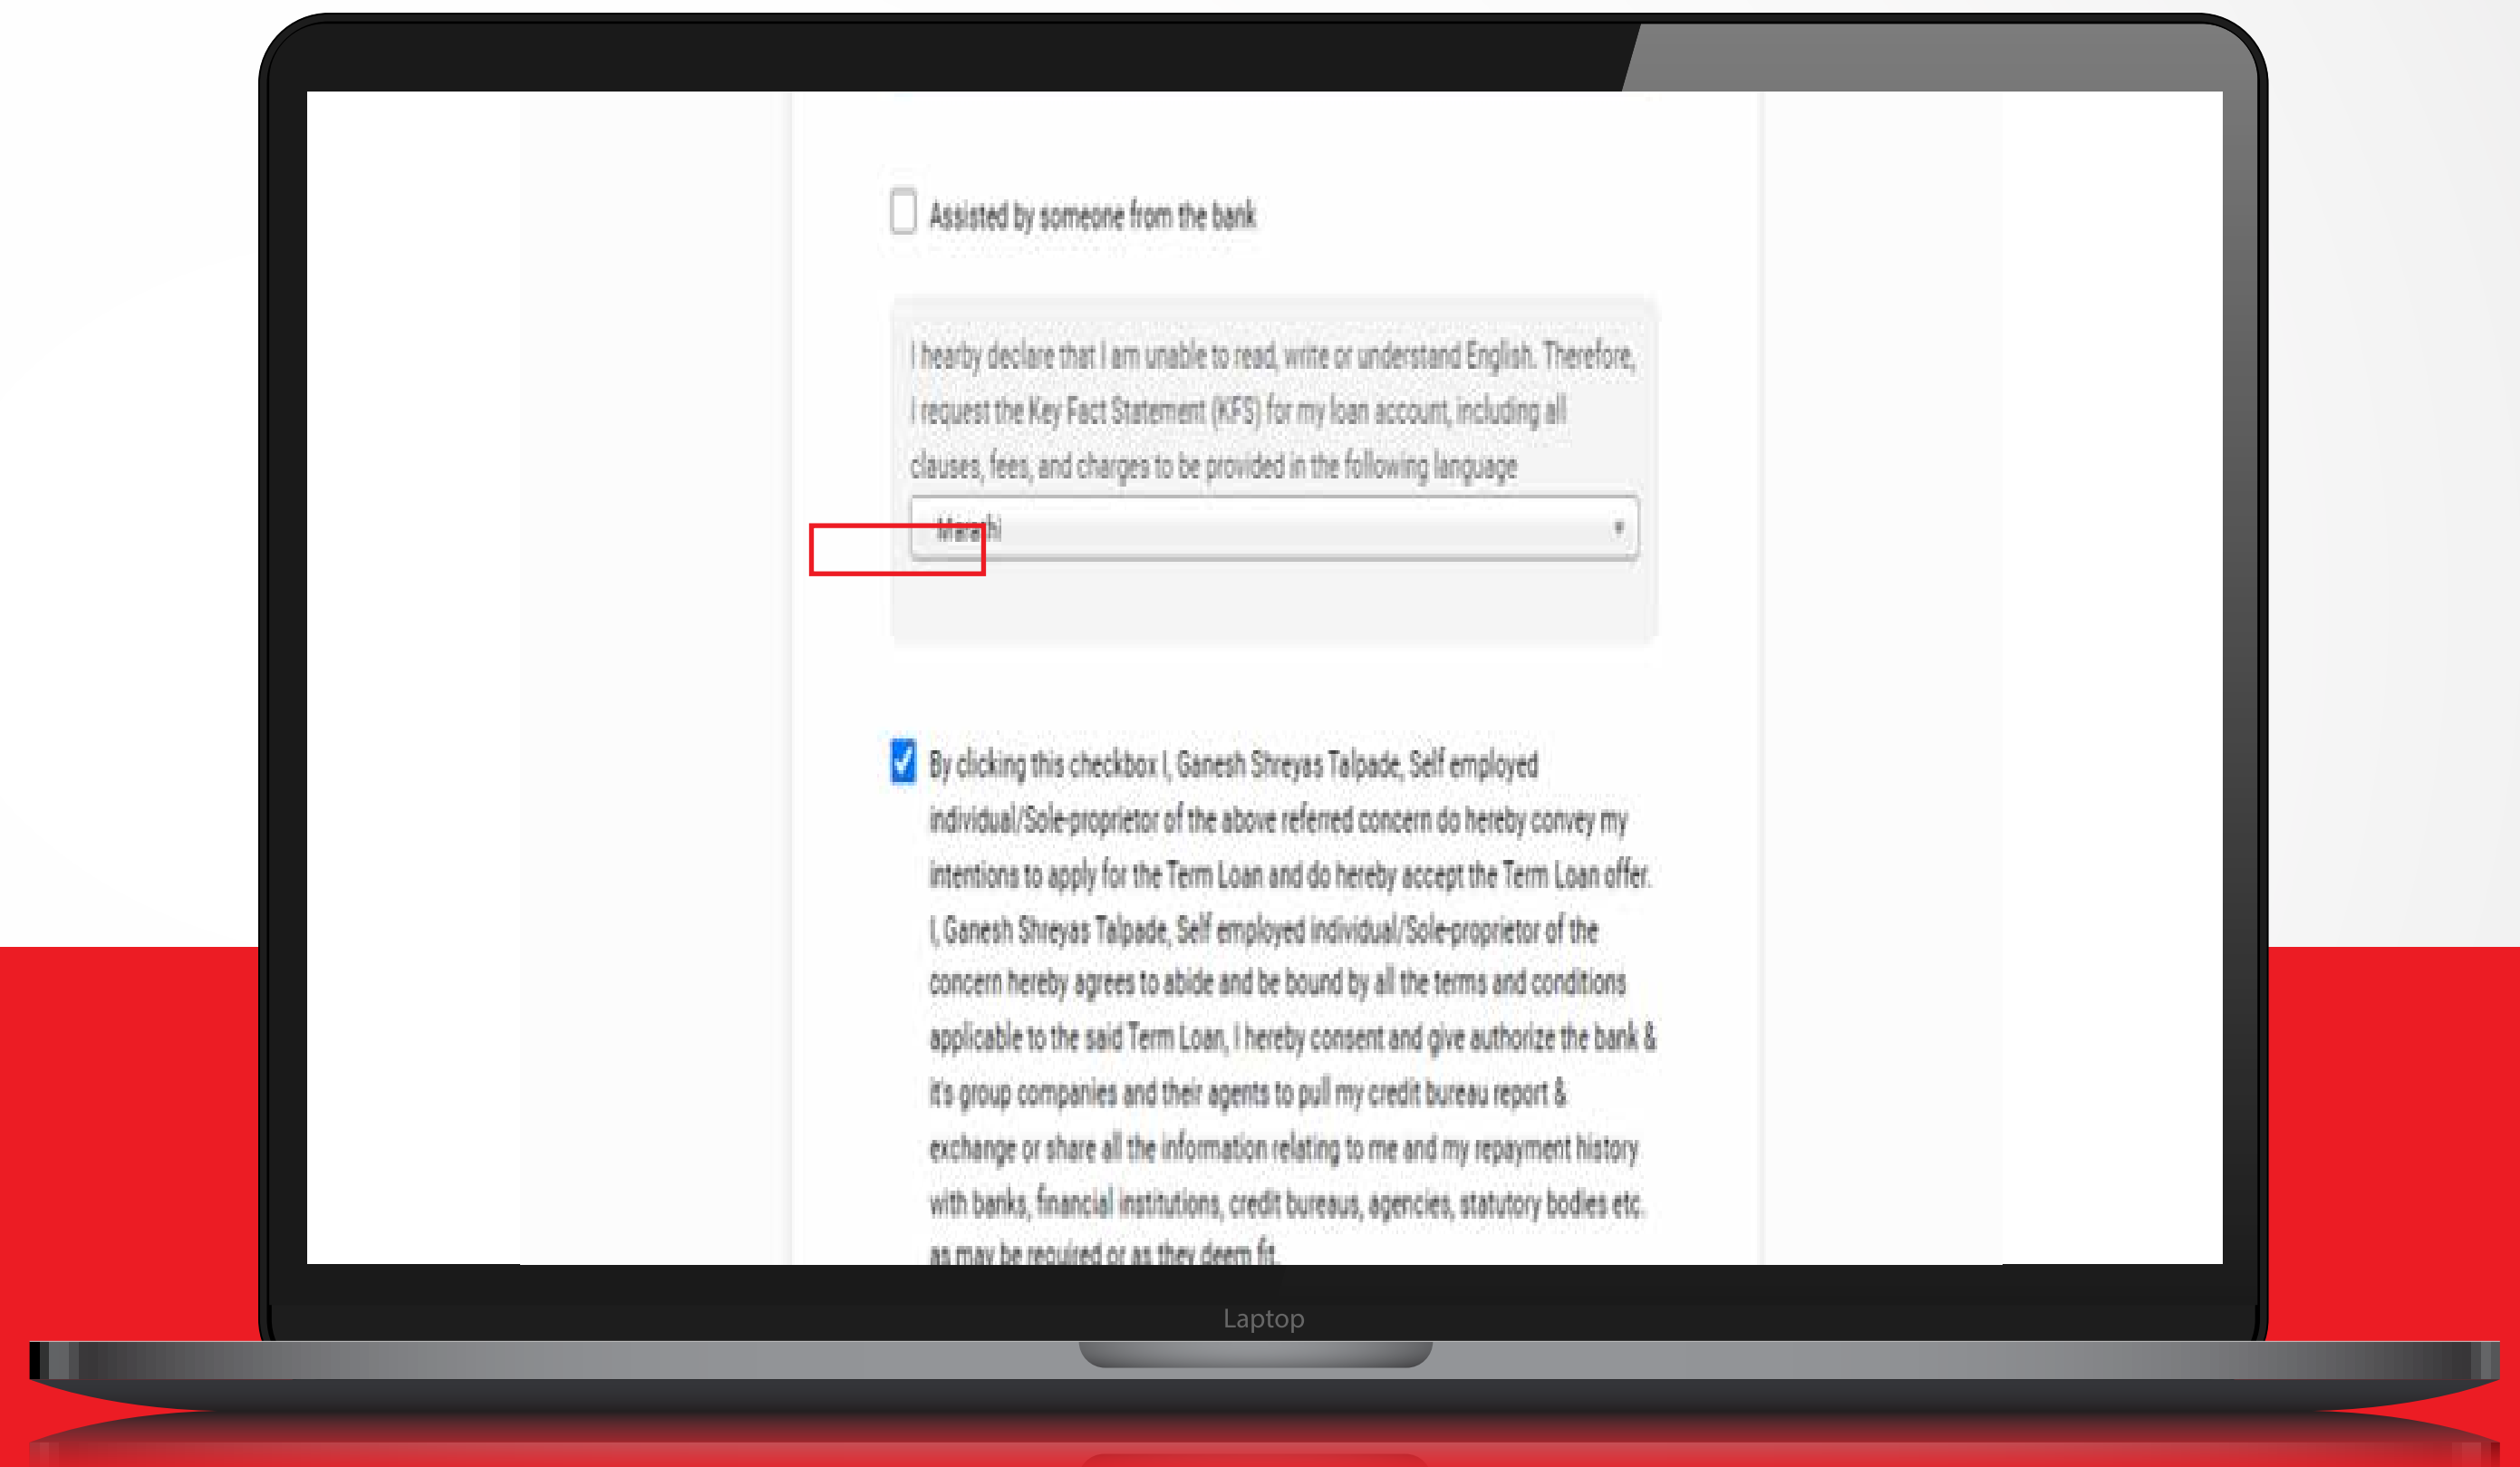 Assisted by someone from the bank
I hearby declare that I am unable to read, write or understand English. Therefore,
I request the Key Fact Statement (KFS) for my loan account, including all
clauses, fees, and charges to be provided in the following language
Marathi
By clicking this checkbox I, Ganesh Shreyas Talpade, Self employed
individual/Sole-proprietor of the above referred concern do hereby convey my
intentions to apply for the Term Loan and do hereby accept the Term Loan offer.
I, Ganesh Shreyas Talpade, Self employed individual/Sole-proprietor of the
concern hereby agrees to abide and be bound by all the terms and conditions
applicable to the said Term Loan, I hereby consent and give authorize the bank &
it's group companies and their agents to pull my credit bureau report &
exchange or share all the information relating to me and my repayment history
with banks, financial institutions, credit bureaus, agencies, statutory bodies etc.
as may be required or as they deem fit.
Laptop